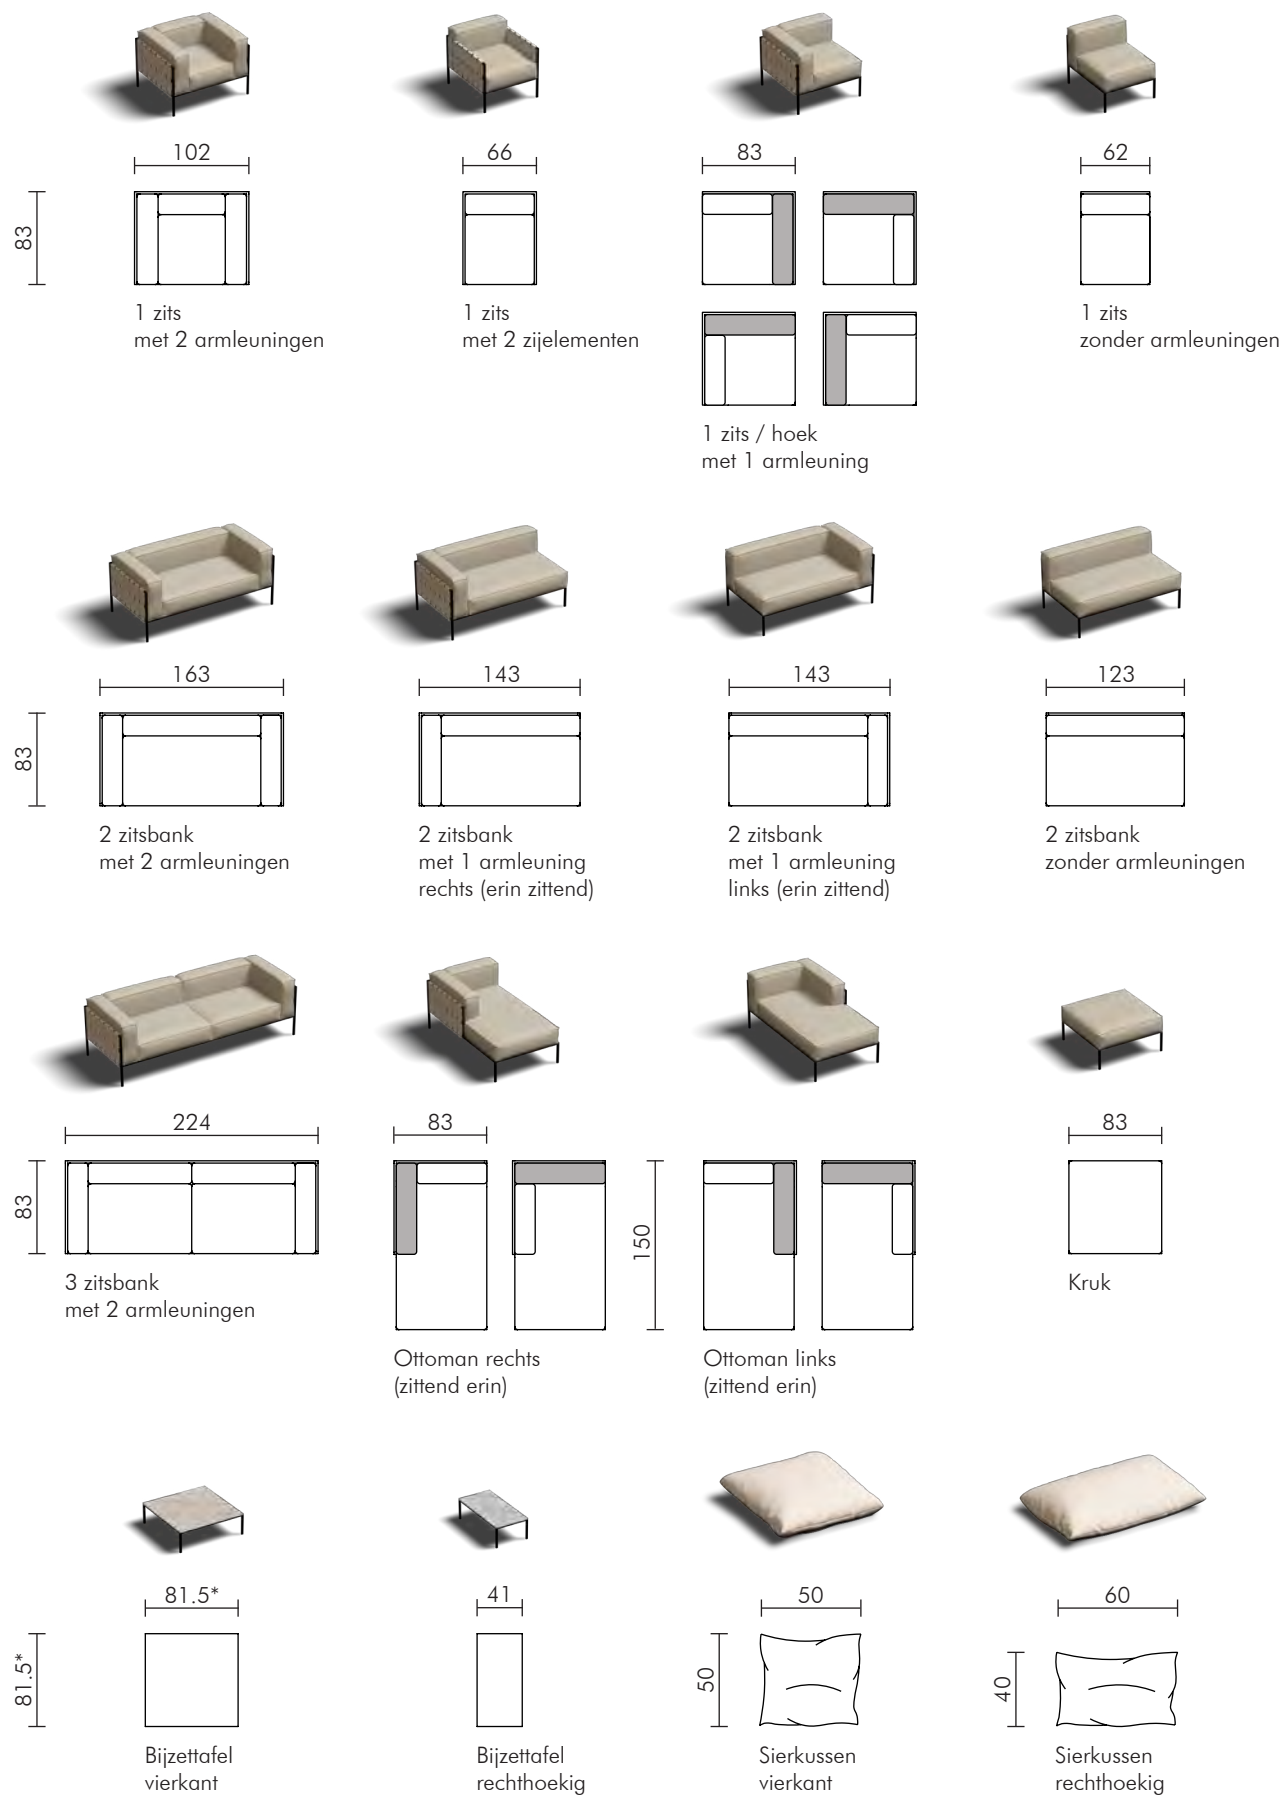 102
66
83
62
83
1 zits
met 2 armleuningen
1 zits
met 2 zijelementen
1 zits
zonder armleuningen
1 zits / hoek
met 1 armleuning
163
143
143
123
83
2 zitsbank
met 2 armleuningen
2 zitsbank
met 1 armleuning
rechts (erin zittend)
2 zitsbank
met 1 armleuning
links (erin zittend)
2 zitsbank
zonder armleuningen
224
83
83
83
150
3 zitsbank
met 2 armleuningen
Ottoman rechts
(zittend erin)
Ottoman links
(zittend erin)
Kruk
81.5*
41
50
60
81.5*
50
40
Bijzettafel
vierkant
Bijzettafel
rechthoekig
Sierkussen
vierkant
Sierkussen
rechthoekig